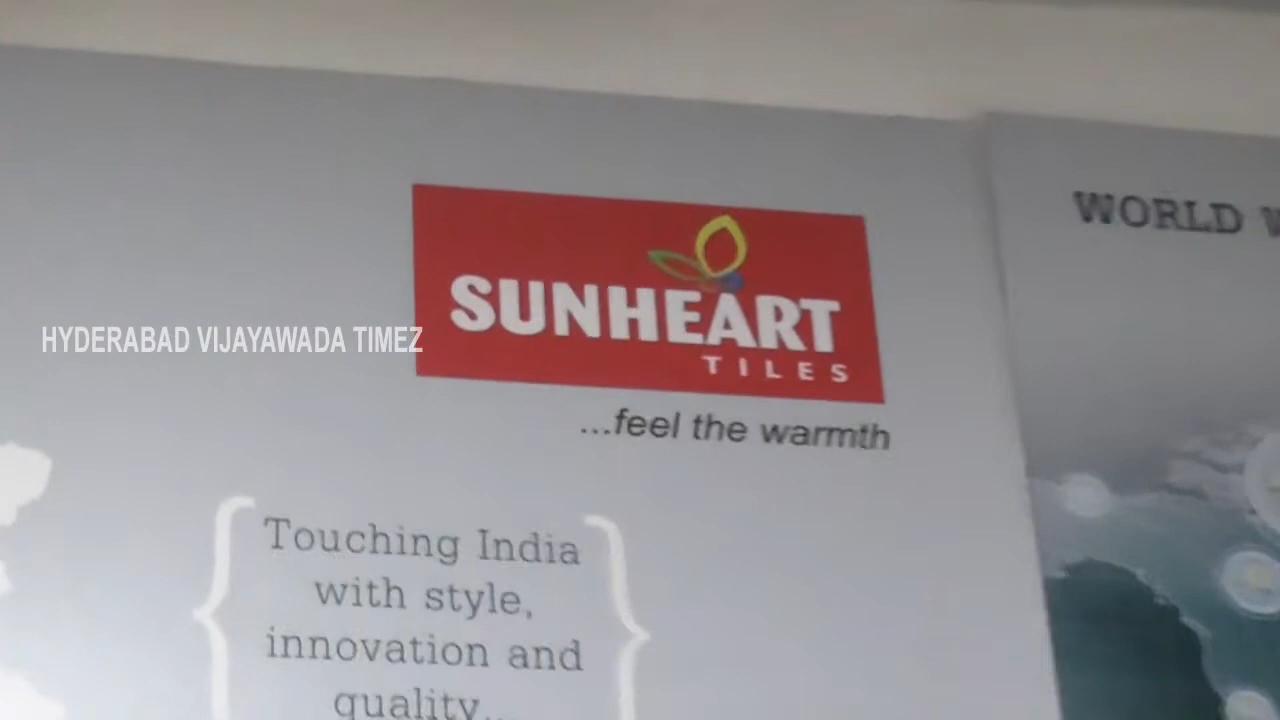 WORLD
SUNHEART
TILES
HYDERABAD VIJAYAWADA TIMEZ
...feel the warmth
Touching India
with style,
innovation and
quality..